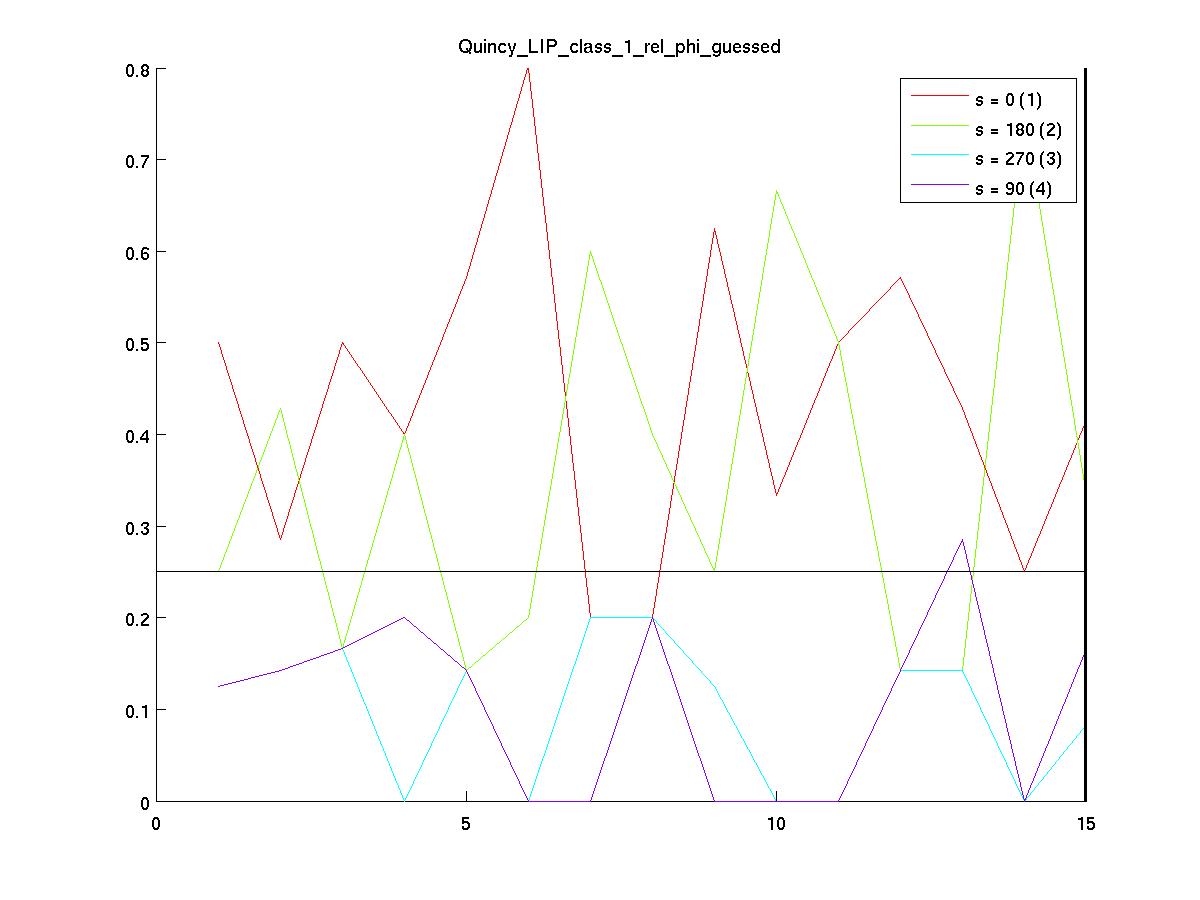 Quincy_LIP_class_1_rel_phi_guessed
0.8
0.7
0.6
0.5
0.4
0.3
0.2
0.1
0
0 5 10 15
s = 0 (1)
s = 180 (2)
s = 270 (3)
s = 90 (4)